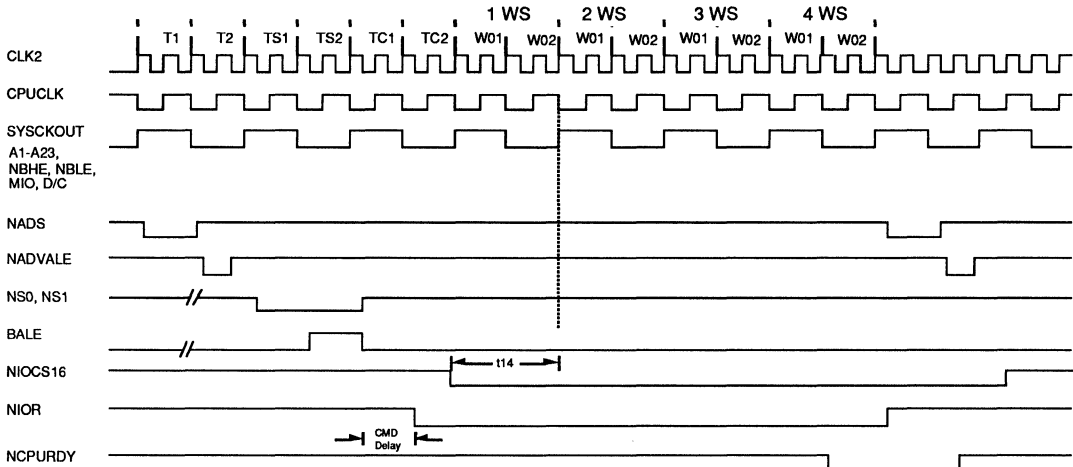 1 WS 2 WS 3 WS 4 WS
T1 T2 TS1 TS2 TC1 TC2 W01 W02 W01 W02 W01 W02 W01 W02
CLK2
CPUCLK
SYSCKOUT
A1-A23,
NBHE, NBLE,
MIO, D/C
NADS
NADVALE
NS0, NS1
BALE
t14
NIOCS16
NIOR
CMD
Delay
NCPURDY